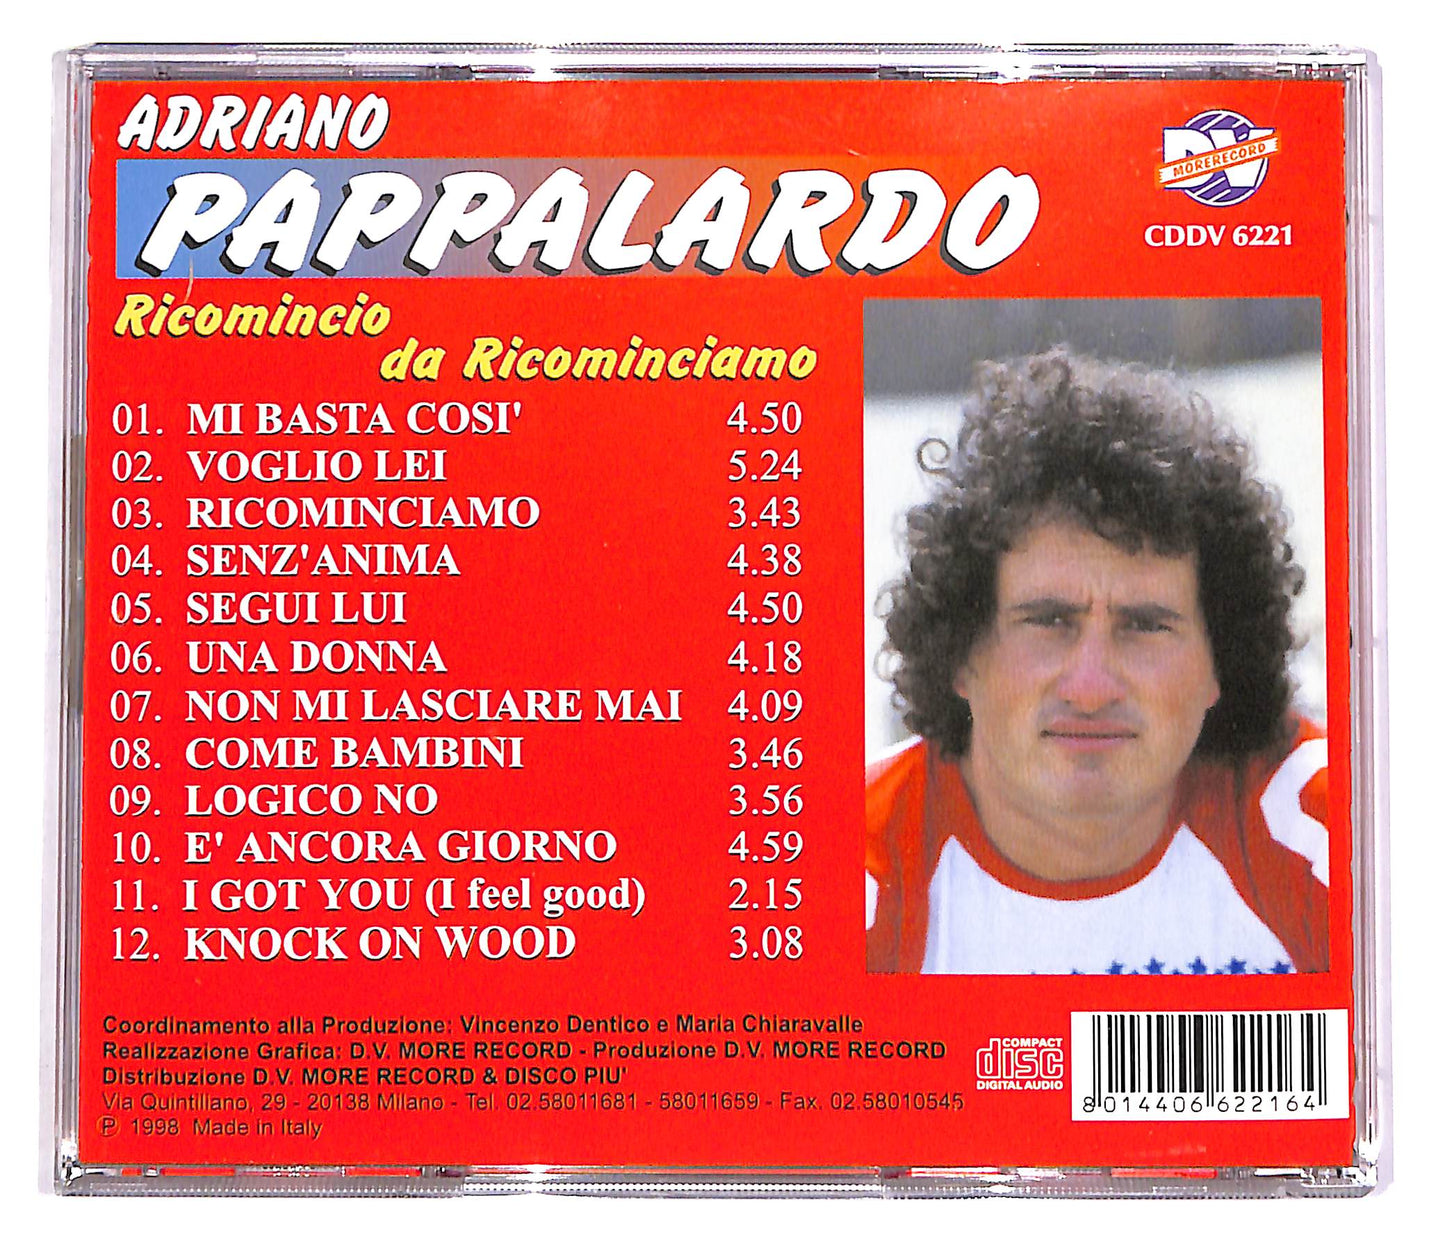 ADRIANO
PAPPALARDO
DV
MORERECORD
CDDV 6221
Ricomincio
da Ricominciamo
01. MI BASTA COSI' 4.50
02. VOGLIO LEI 5.24
03. RICOMINCIAMO 3.43
04. SENZ'ANIMA 4.38
05. SEGUI LUI 4.50
06. UNA DONNA 4.18
07. NON MI LASCIARE MAI 4.09
08. COME BAMBINI 3.46
09. LOGICO NO 3.56
10. E' ANCORA GIORNO 4.59
11. I GOT YOU (I feel good) 2.15
12. KNOCK ON WOOD 3.08
Coordinamento alla Produzione: Vincenzo Dentico e Maria Chiaravalle
Realizzazione Grafica: D.V. MORE RECORD - Produzione D.V. MORE RECORD
Distribuzione D.V. MORE RECORD & DISCO PIU'
Via Quintiliano, 29 - 20138 Milano - Tel. 02.58011681 - 58011659 - Fax. 02.58010545
℗ 1998 Made in Italy
COMPACT
disc
DIGITAL AUDIO
8 014406 622164